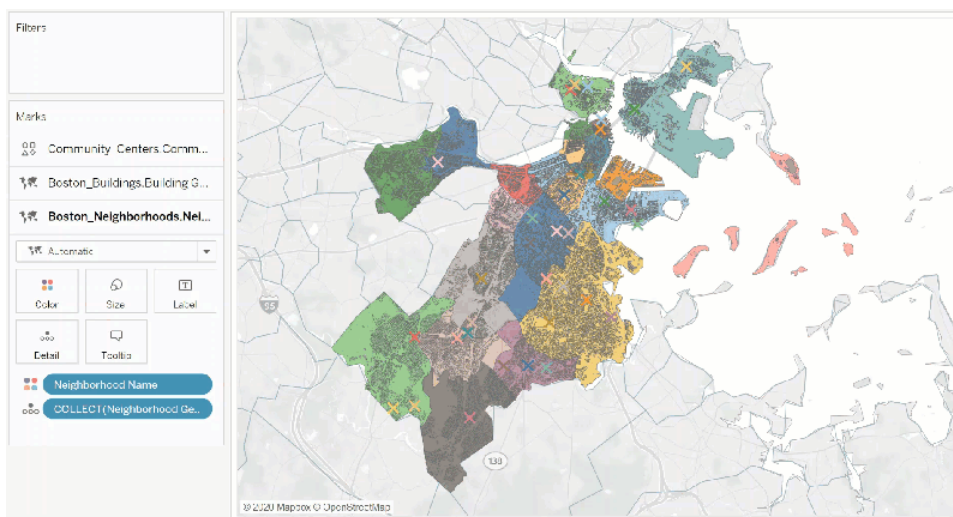 Filters
Marks
Community_Centers.Comm...
Boston_Buildings.Building G...
Boston_Neighborhoods.Nei...
Automatic
Color
Size
Label
Detail
Tooltip
Neighborhood Name
COLLECT(Neighborhood Ge..
95
138
© 2020 Mapbox © OpenStreetMap